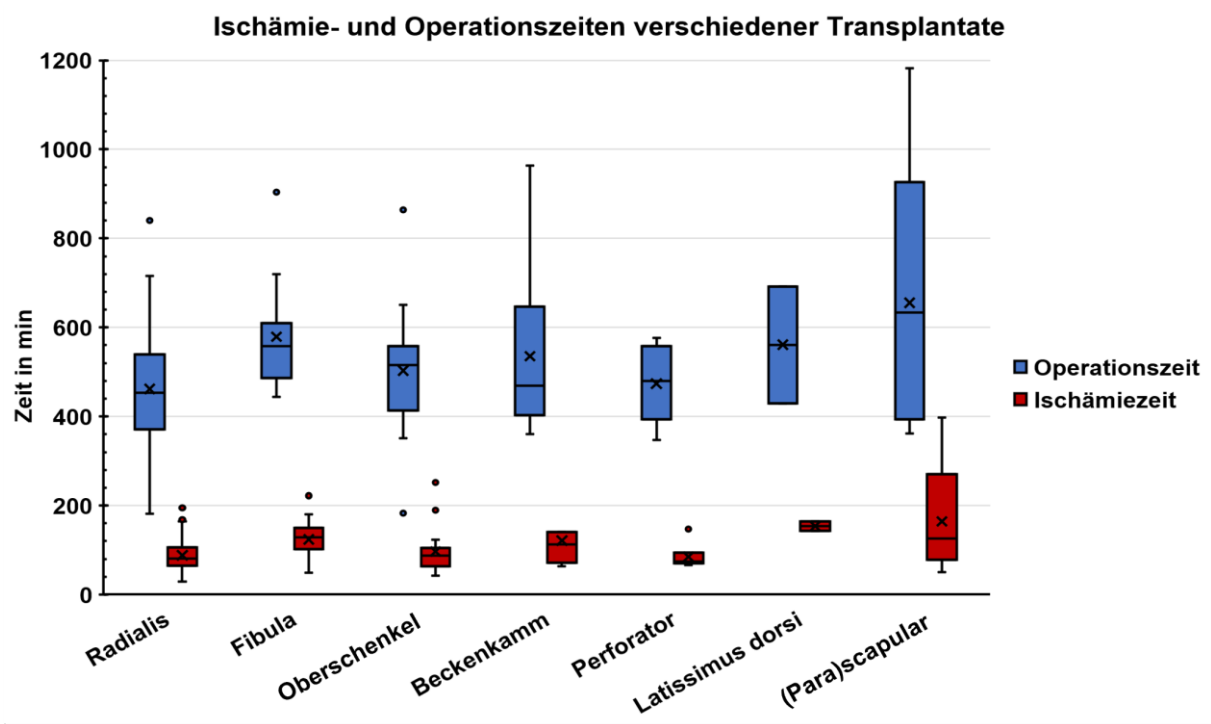 Ischämie- und Operationszeiten verschiedener Transplantate
1200
1000
800
600
400
200
0
Zeit in min
Radialis
Fibula
Oberschenkel
Beckenkamm
Perforator
Latissimus dorsi
(Para)scapular
Operationszeit
Ischämiezeit